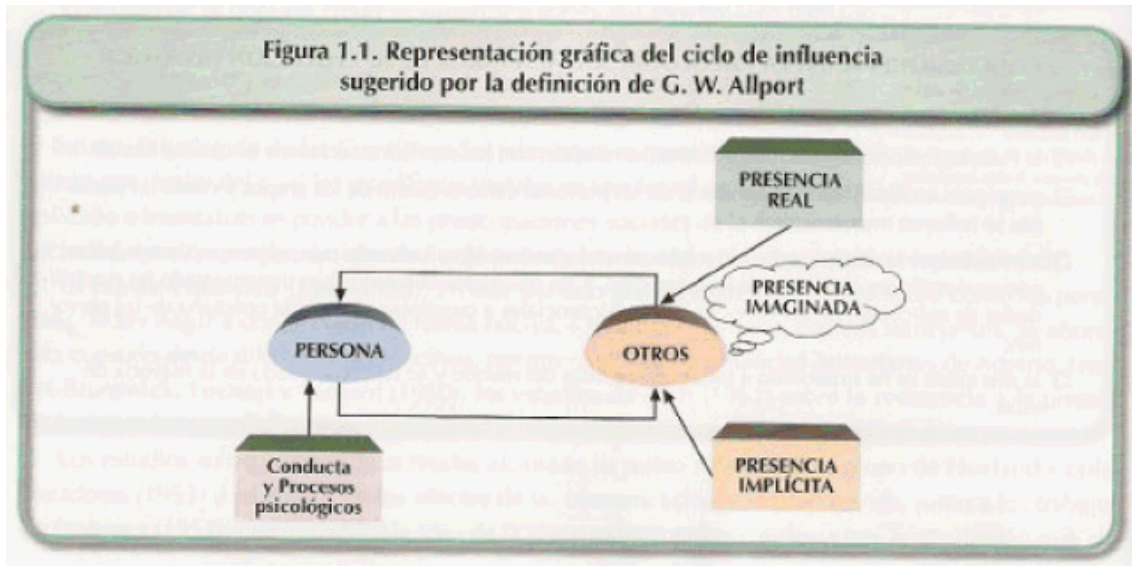 Figura 1.1. Representación gráfica del ciclo de influencia
sugerido por la definición de G. W. Allport
PRESENCIA
REAL
PRESENCIA
IMAGINADA
PERSONA
OTROS
Conducta
y Procesos
psicológicos
PRESENCIA
IMPLÍCITA